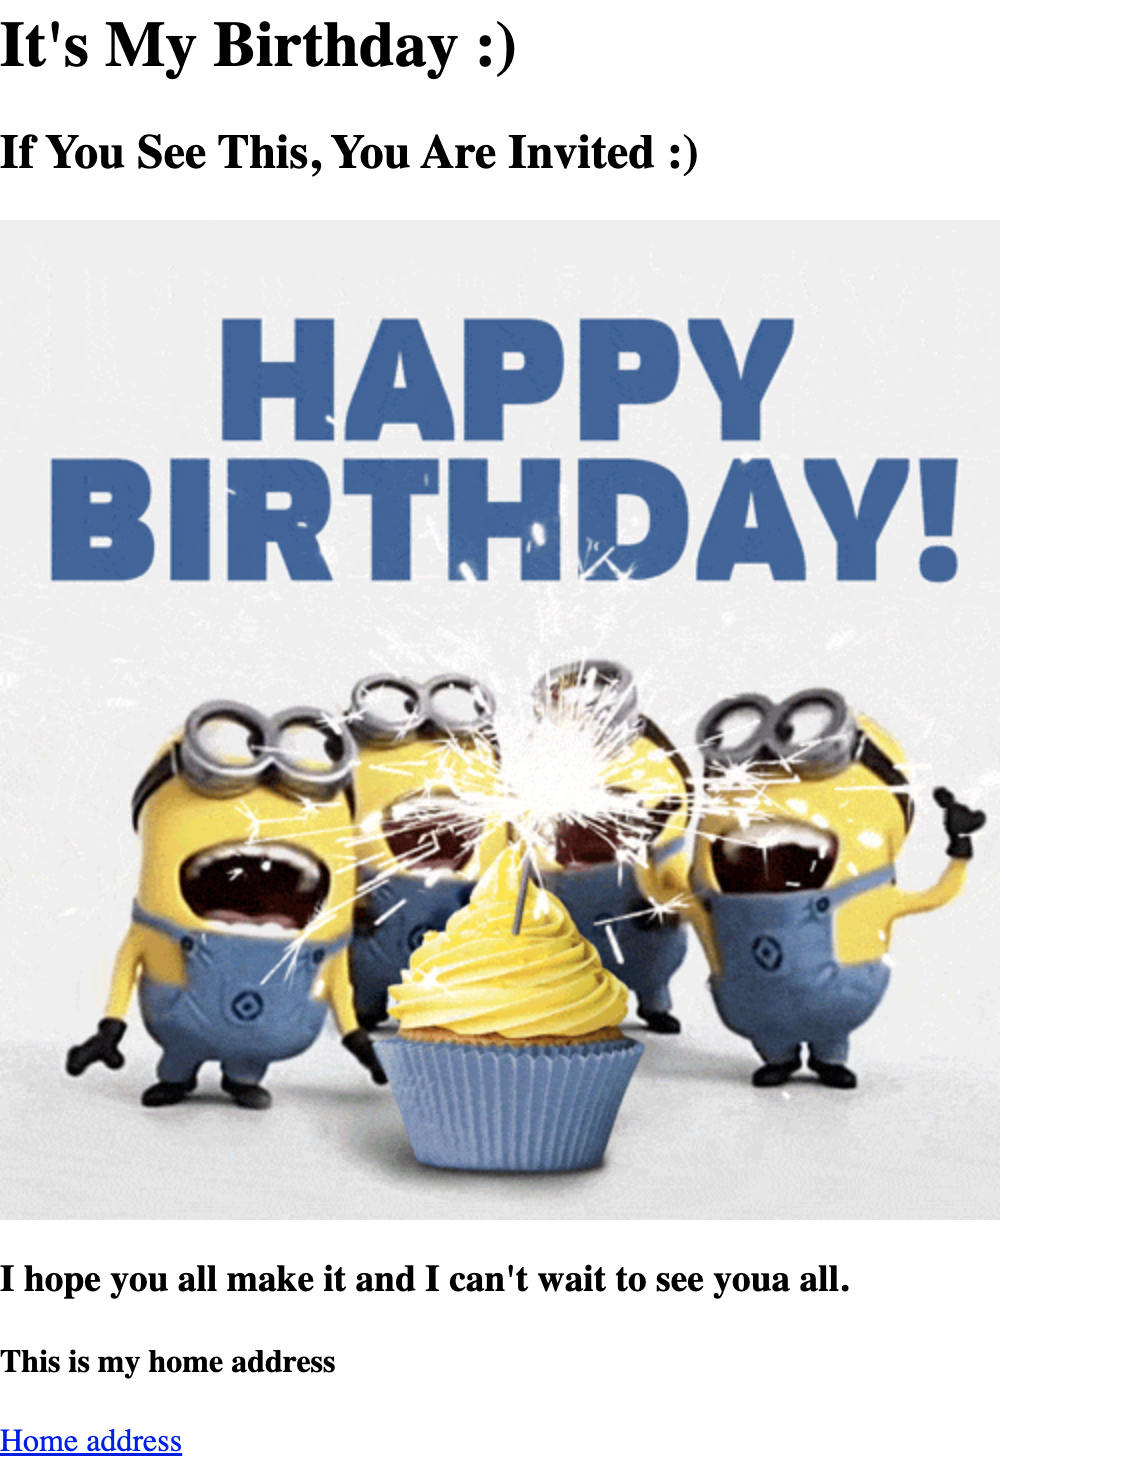 It's My Birthday :)
If You See This, You Are Invited :)
HAPPY
BIRTHDAY!
I hope you all make it and I can't wait to see youa all.
This is my home address
Home address